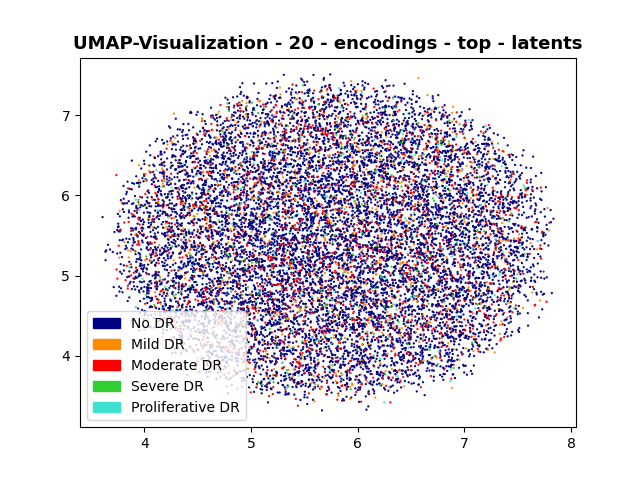 UMAP-Visualization - 20 - encodings - top - latents
7
6
5
4
No DR
Mild DR
Moderate DR
Severe DR
Proliferative DR
4 5 6 7 8